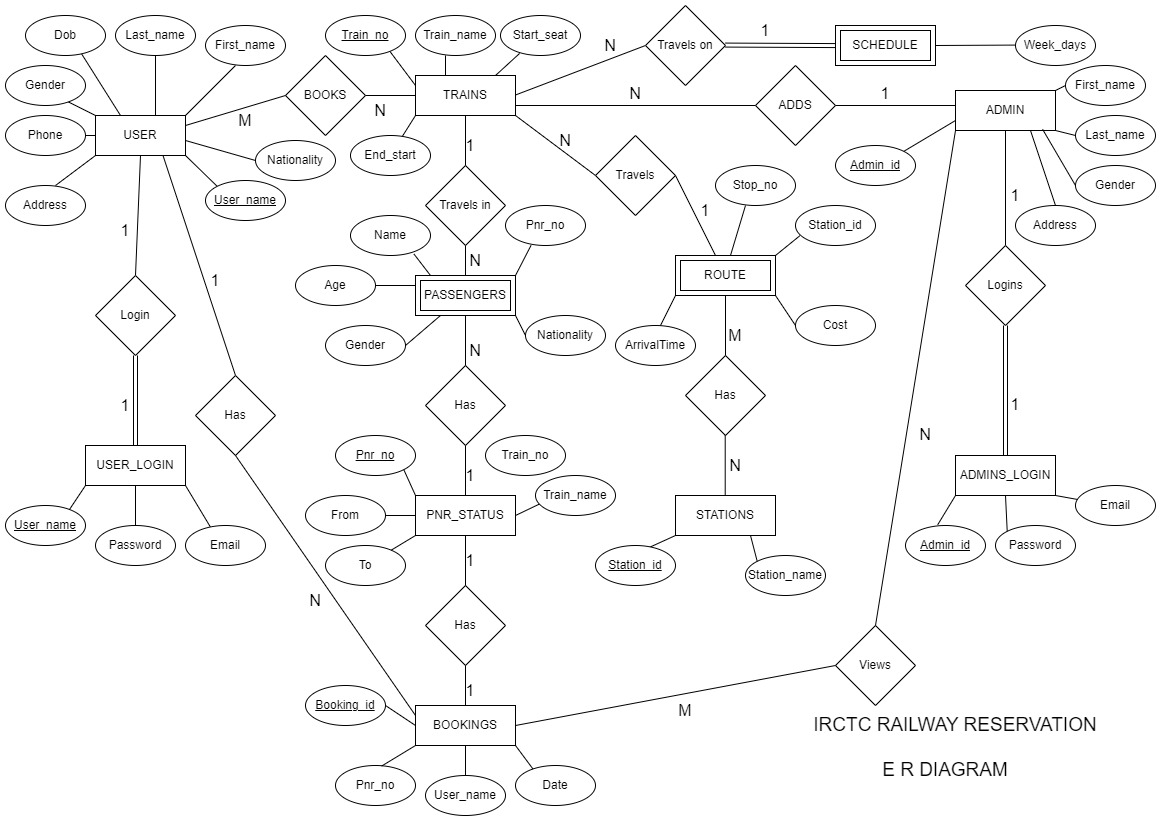 Dob
Last_name
First_name
Train_no
Train_name
Start_seat
N
Travels on
1
SCHEDULE
Week_days
Gender
BOOKS
TRAINS
N
ADDS
1
ADMIN
First_name
M
N
Phone
USER
Last_name
End_start
N
1
Nationality
Travels
Admin_id
Gender
Address
User_name
Stop_no
1
Address
Travels in
1
Name
Pnr_no
Station_id
1
N
ROUTE
1
Age
PASSENGERS
Logins
Login
Gender
Nationality
ArrivalTime
Cost
N
M
1
Has
Has
Has
1
N
Pnr_no
Train_no
USER_LOGIN
1
N
ADMINS_LOGIN
Train_name
User_name
From
PNR_STATUS
STATIONS
Email
Password
Email
To
1
Station_id
Station_name
Admin_id
Password
N
Has
Views
1
Booking_id
M
BOOKINGS
IRCTC RAILWAY RESERVATION
E R DIAGRAM
Pnr_no
User_name
Date